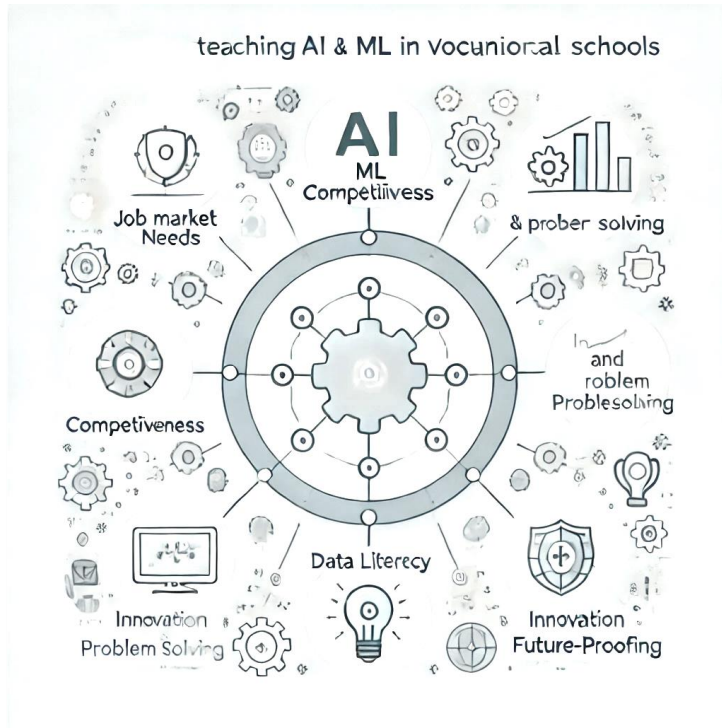 teaching AI & ML in vocuniorcal schools
AI
ML
Competlivess
Job market
Needs
& prober solving
and
roblem
Problesolving
Competiveness
Data Literecy
Innovation
Problem Solving
Innovation
Future-Proofing